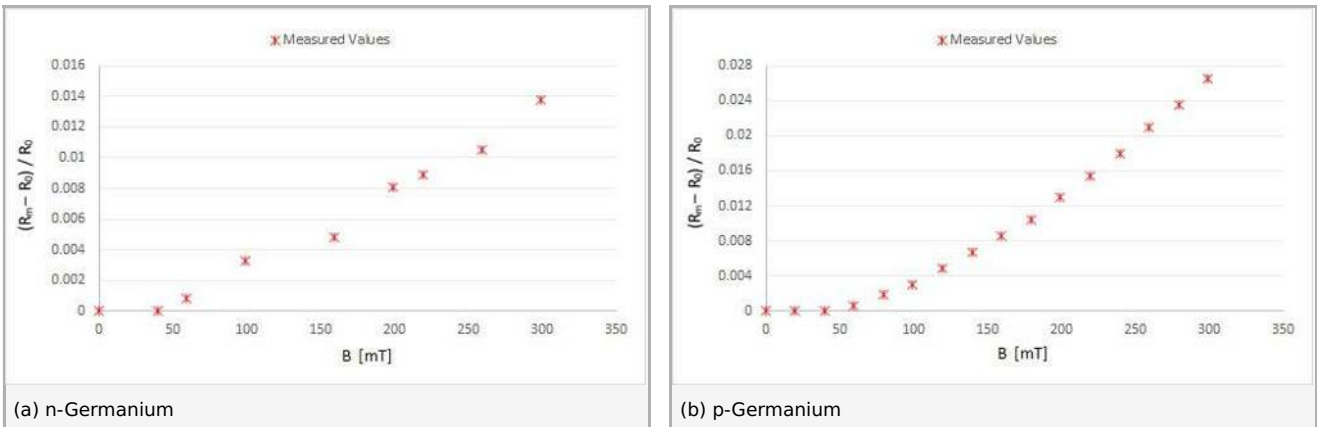 Measured Values
0.016
0.014
0.012
0.01
0.008
0.006
0.004
0.002
0
(Rₘ – R₀) / R₀
0 50 100 150 200 250 300 350
B [mT]
(a) n-Germanium
Measured Values
0.028
0.024
0.02
0.016
0.012
0.008
0.004
0
(Rₘ – R₀) / R₀
0 50 100 150 200 250 300 350
B [mT]
(b) p-Germanium